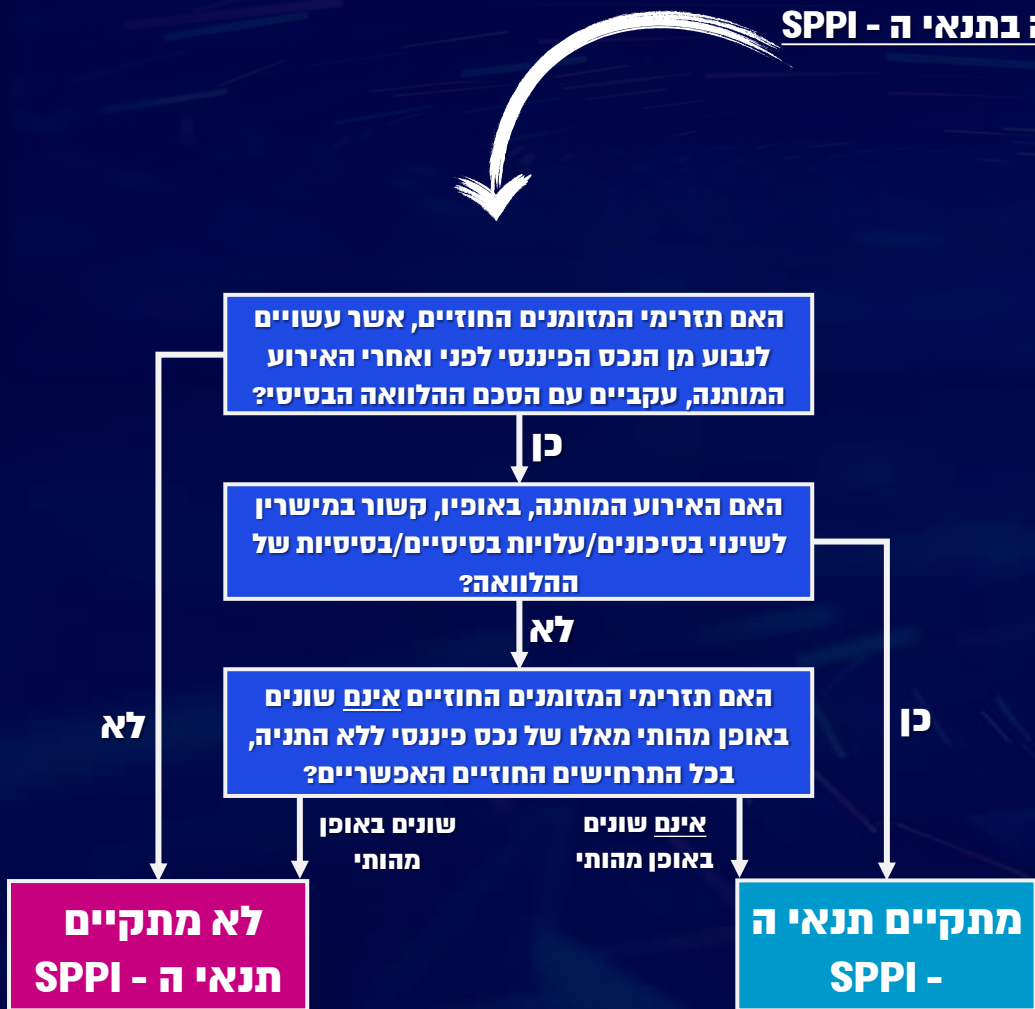 בתנאי ה - SPPI
האם תזרימי המזומנים החוזיים, אשר עשויים
לנבוע מן הנכס הפיננסי לפני ואחרי האירוע
המותנה, עקביים עם הסכם ההלוואה הבסיסי?
כן
האם האירוע המותנה, באופיו, קשור במישרין
לשינוי בסיכונים/עלויות בסיסיים/בסיסיות של
ההלוואה?
לא
האם תזרימי המזומנים החוזיים אינם שונים
באופן מהותי מאלו של נכס פיננסי ללא התניה,
בכל התרחישים החוזיים האפשריים?
כן
לא
אינם שונים
באופן מהותי
שונים באופן
מהותי
מתקיים תנאי ה
- SPPI
לא מתקיים
תנאי ה - SPPI